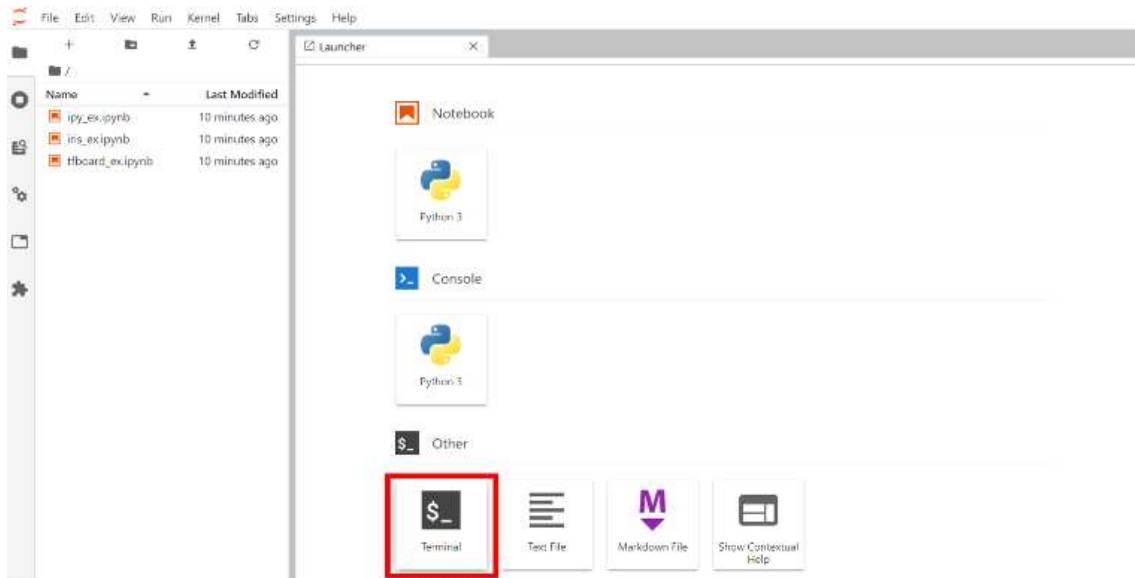 File Edit View Run Kernel Tabs Settings Help
Launcher
/
Name Last Modified
ipy_ex.ipynb 10 minutes ago
iris_ex.ipynb 10 minutes ago
tfboard_ex.ipynb 10 minutes ago
Notebook
Python 3
Console
Python 3
$_ Other
$_
M
Terminal Text File Markdown File Show Contextual
Help